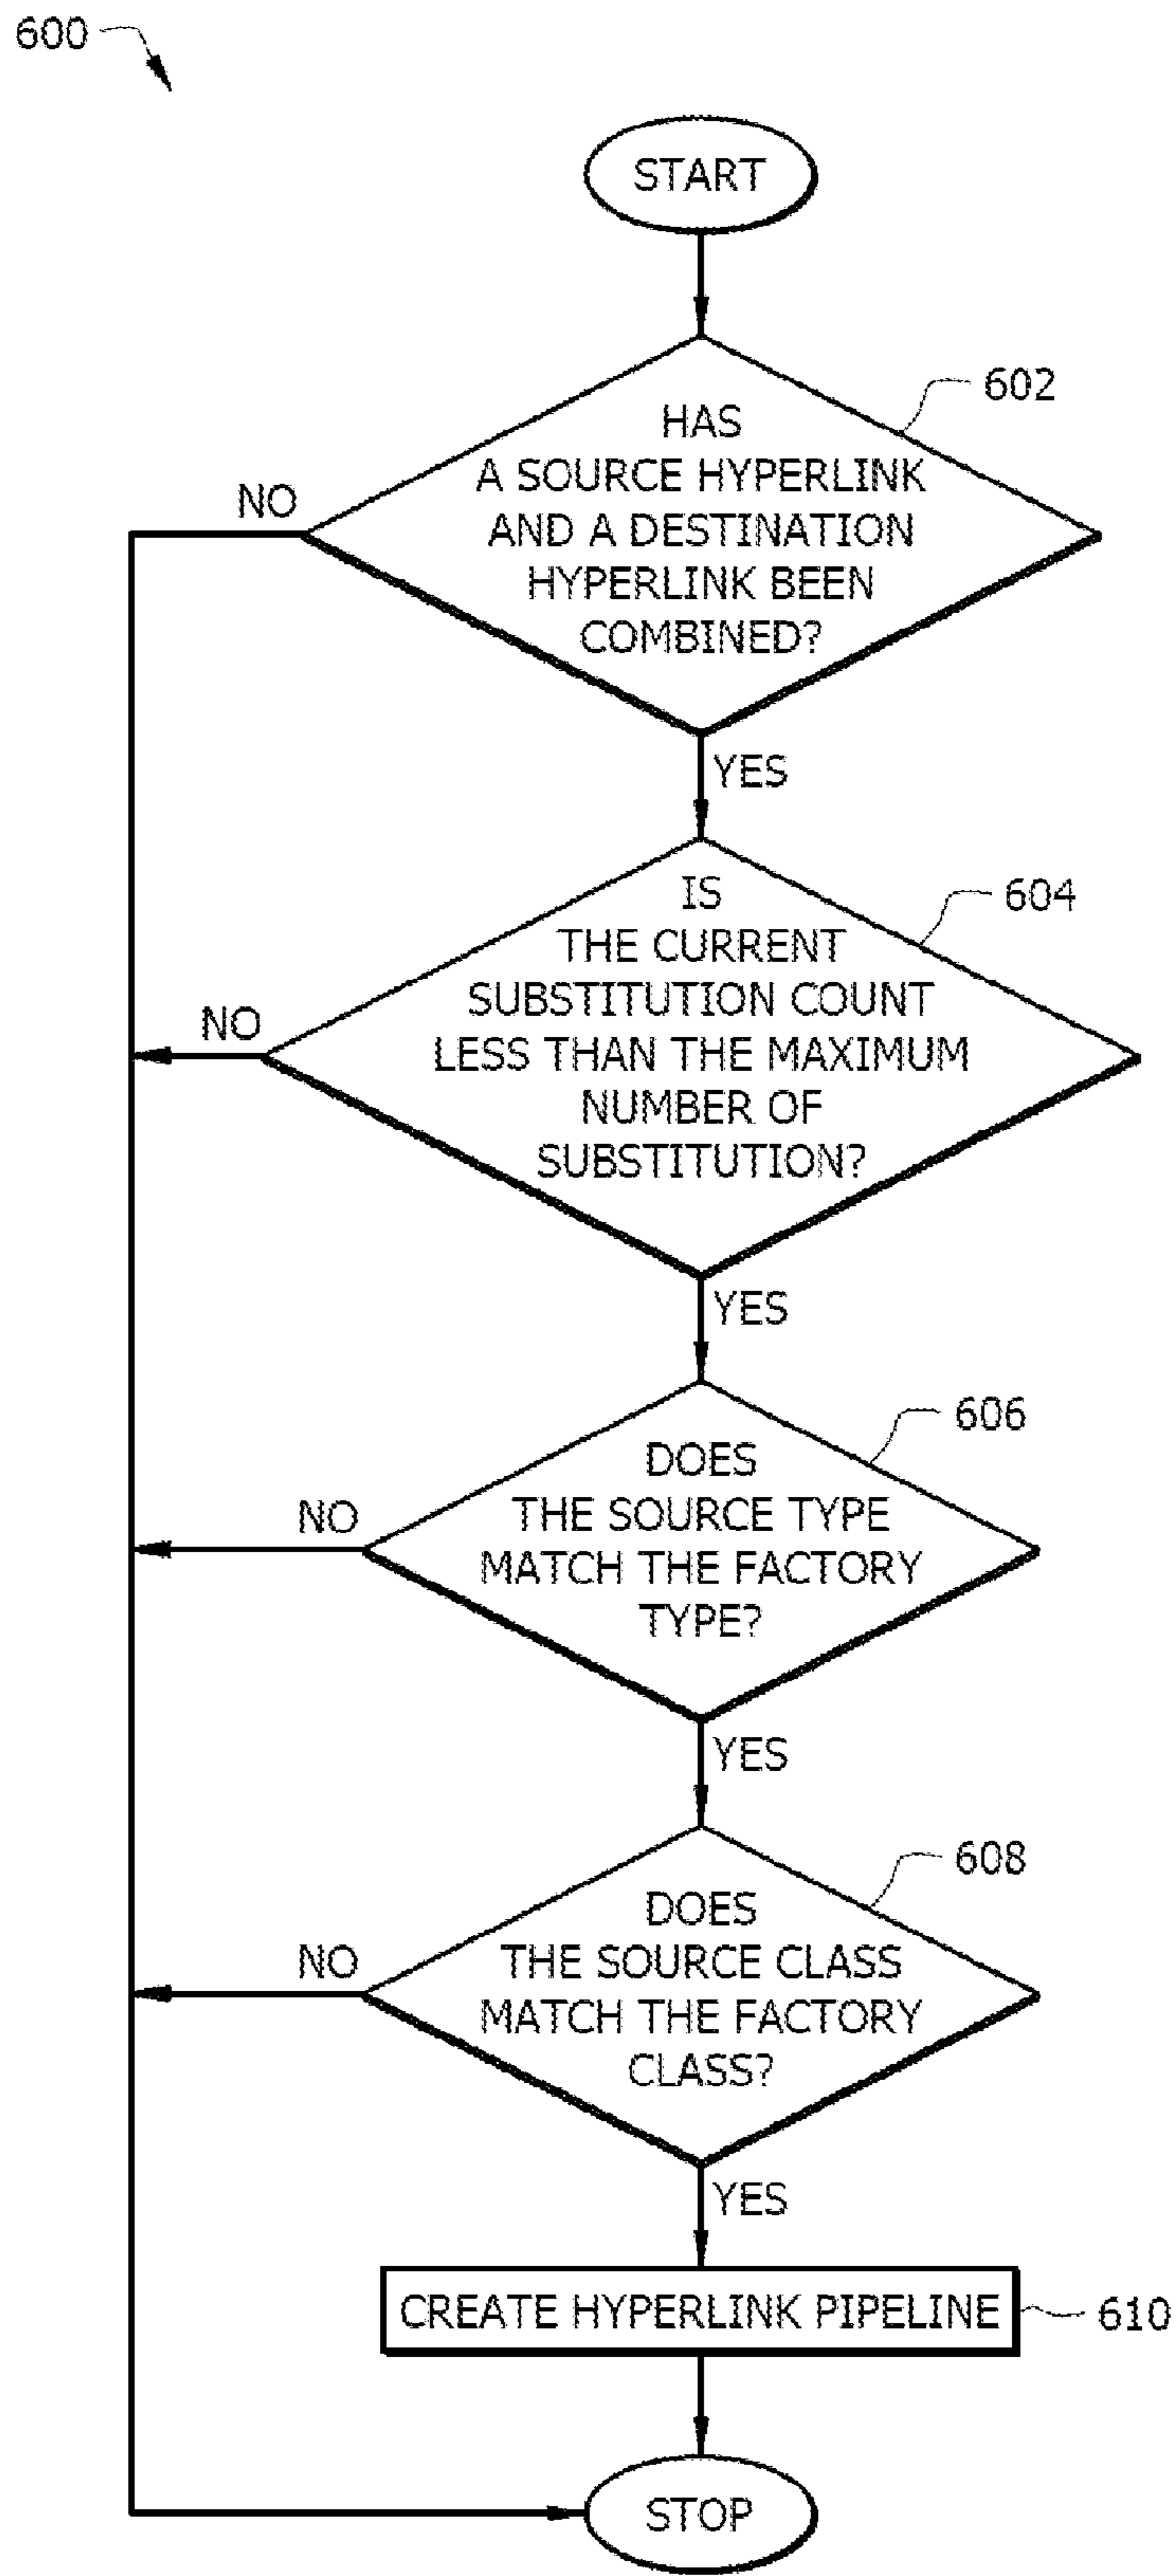 600
START
602
HAS
A SOURCE HYPERLINK
AND A DESTINATION
HYPERLINK BEEN
COMBINED?
NO
YES
604
IS
THE CURRENT
SUBSTITUTION COUNT
LESS THAN THE MAXIMUM
NUMBER OF
SUBSTITUTION?
NO
YES
606
DOES
THE SOURCE TYPE
MATCH THE FACTORY
TYPE?
NO
YES
608
DOES
THE SOURCE CLASS
MATCH THE FACTORY
CLASS?
NO
YES
CREATE HYPERLINK PIPELINE
610
STOP